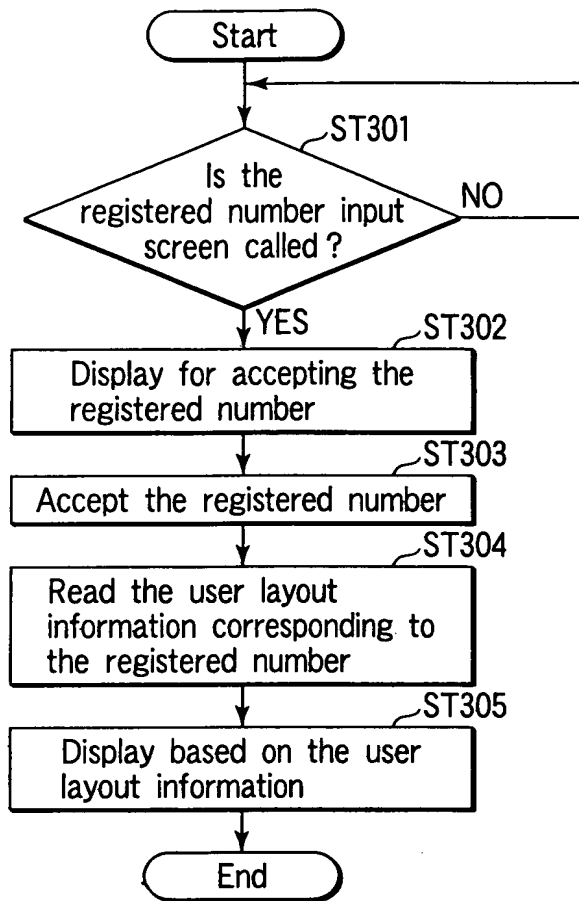 Start
ST301
Is the
registered number input
screen called?
NO
YES
ST302
Display for accepting the
registered number
ST303
Accept the registered number
ST304
Read the user layout
information corresponding to
the registered number
ST305
Display based on the user
layout information
End